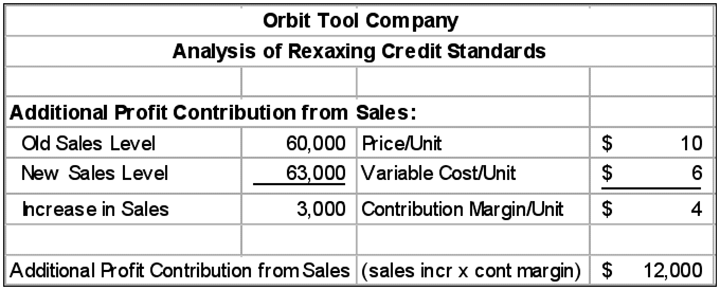 Orbit Tool Company
Analysis of Rexaxing Credit Standards
Additional Profit Contribution from Sales:
Old Sales Level 60,000 Price/Unit $ 10
New Sales Level 63,000 Variable Cost/Unit $ 6
Increase in Sales 3,000 Contribution Margin/Unit $ 4
Additional Profit Contribution from Sales (sales incr x cont margin) $ 12,000